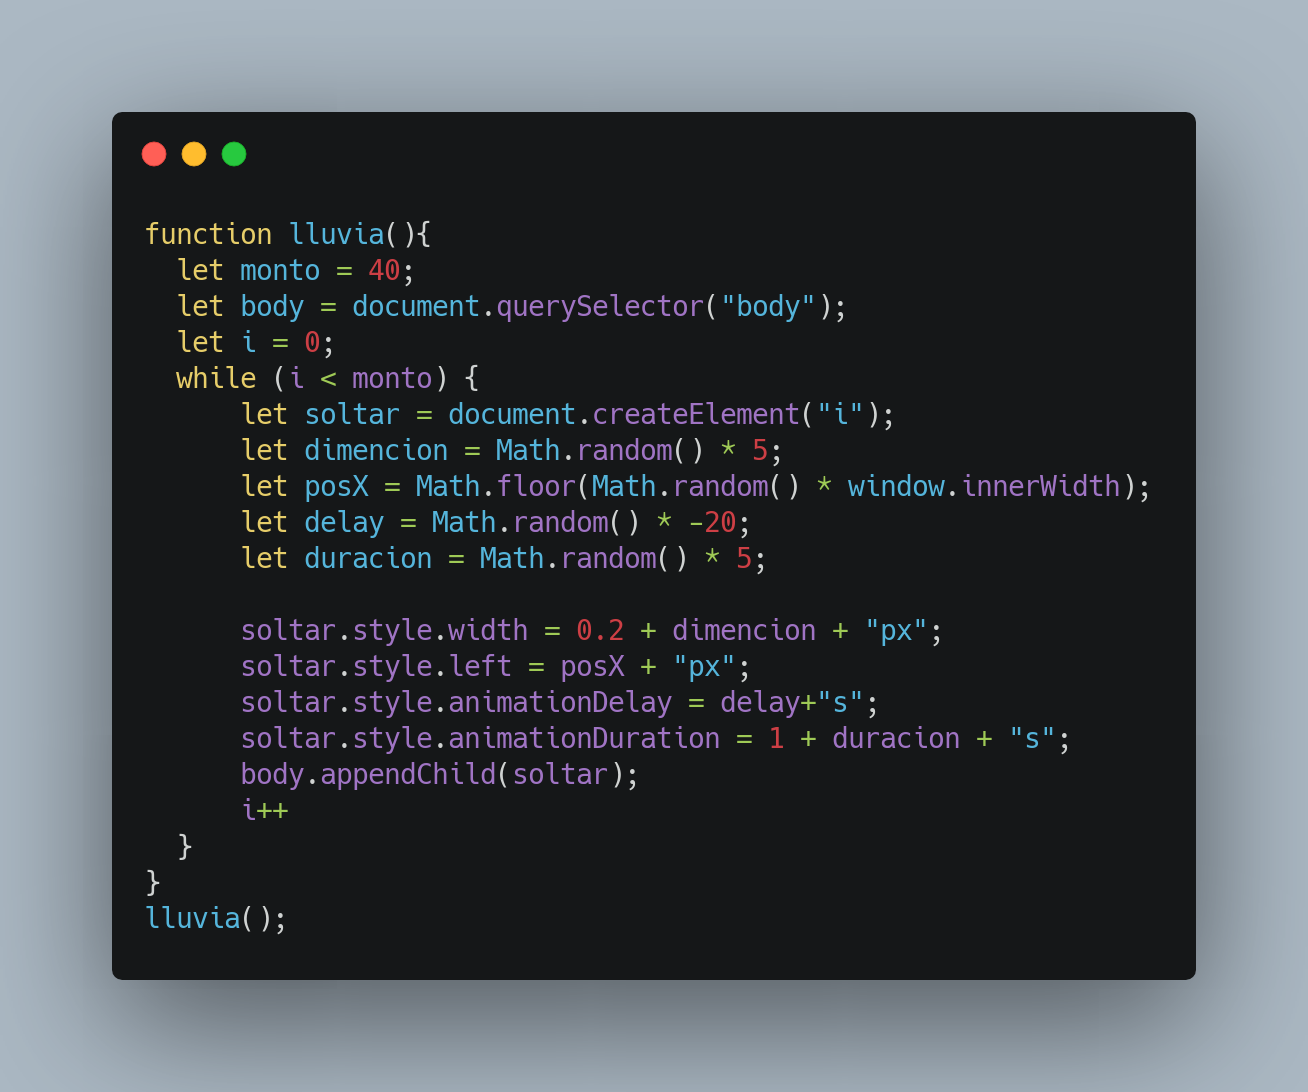 function lluvia(){
  let monto = 40;
  let body = document.querySelector("body");
  let i = 0;
  while (i < monto) {
      let soltar = document.createElement("i");
      let dimencion = Math.random() * 5;
      let posX = Math.floor(Math.random() * window.innerWidth);
      let delay = Math.random() * -20;
      let duracion = Math.random() * 5;

      soltar.style.width = 0.2 + dimencion + "px";
      soltar.style.left = posX + "px";
      soltar.style.animationDelay = delay+"s";
      soltar.style.animationDuration = 1 + duracion + "s";
      body.appendChild(soltar);
      i++
  }
}
lluvia();